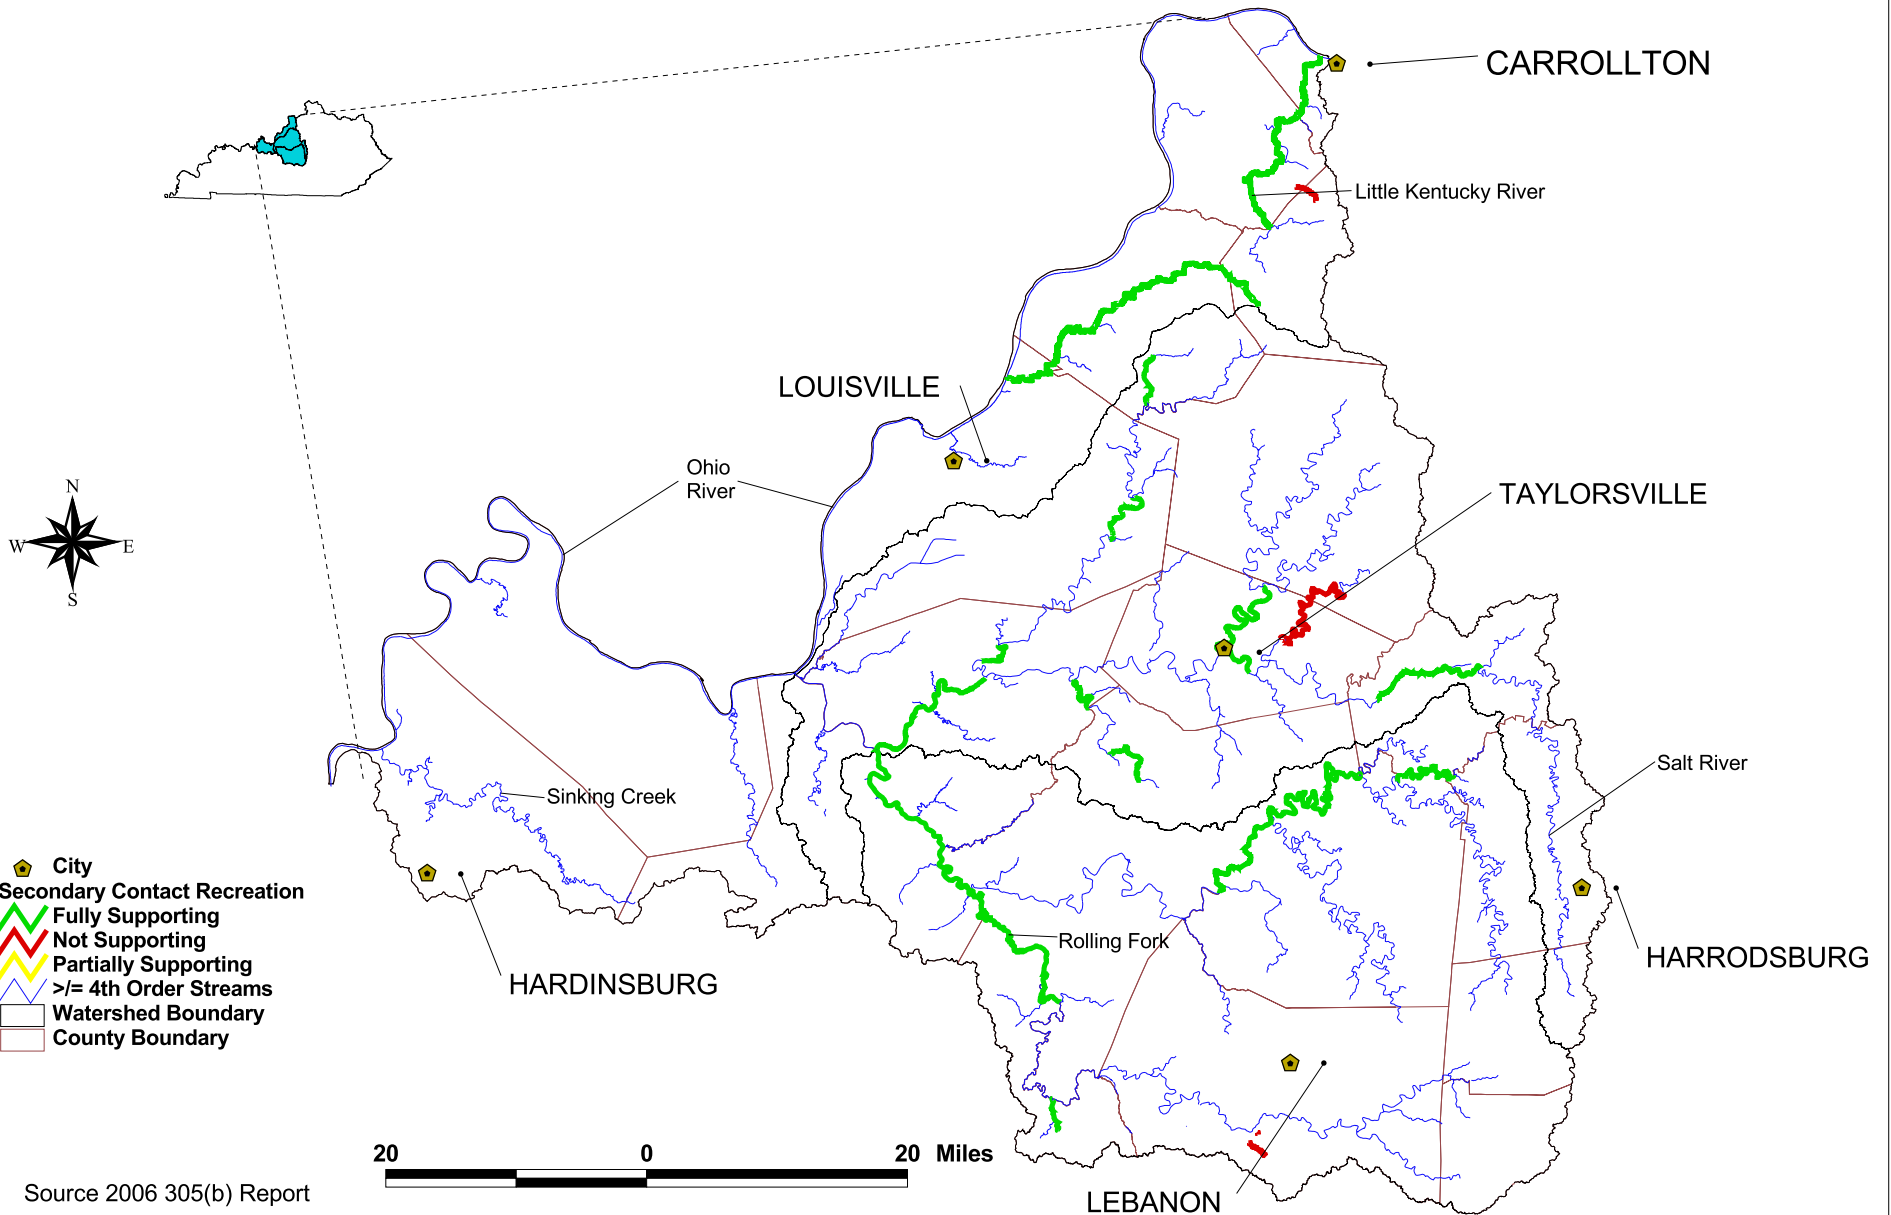 CARROLLTON
Little Kentucky River
LOUISVILLE
Ohio
River
TAYLORSVILLE
N
W
E
S
Salt River
Sinking Creek
City
Secondary Contact Recreation
Fully Supporting
Not Supporting
Partially Supporting
>/= 4th Order Streams
Watershed Boundary
County Boundary
Rolling Fork
HARRODSBURG
HARDINSBURG
20 0 20 Miles
Source 2006 305(b) Report
LEBANON